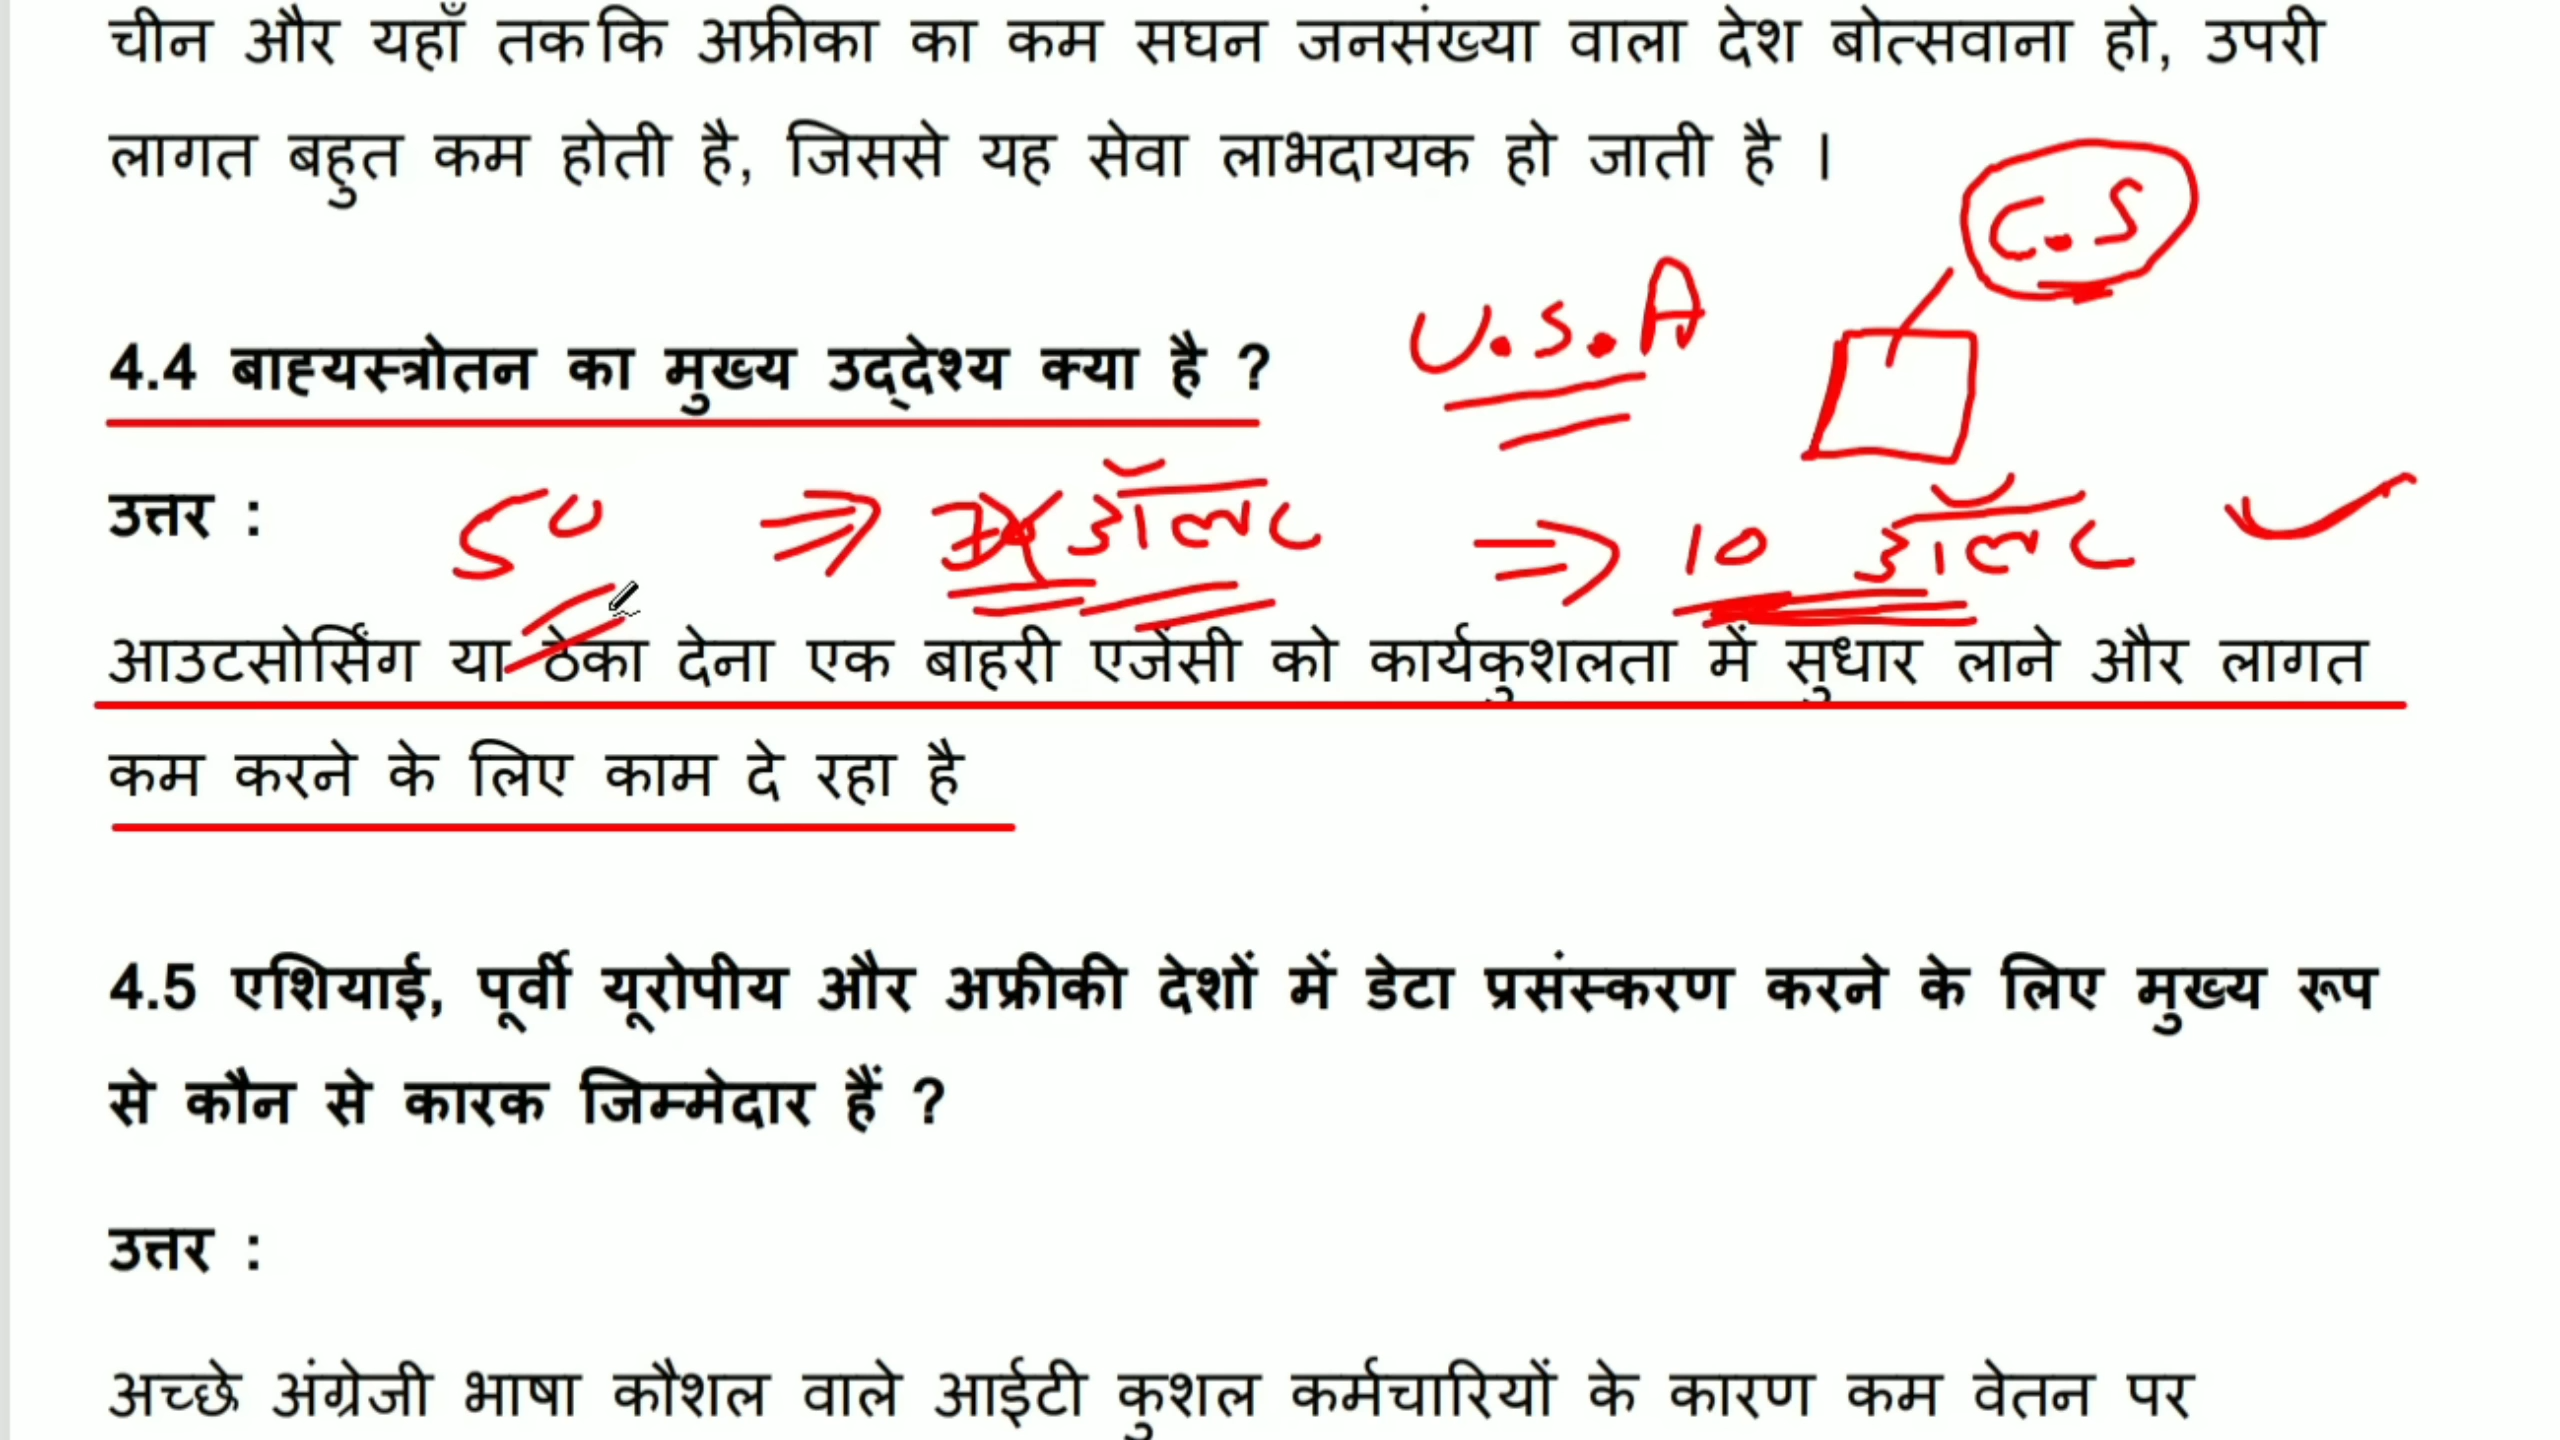 चीन और यहाँ तक कि अफ्रीका का कम सघन जनसंख्या वाला देश बोत्सवाना हो, उपरी
लागत बहुत कम होती है, जिससे यह सेवा लाभदायक हो जाती है ।
C.S
U.S.A
4.4 बाह्यस्त्रोतन का मुख्य उद्देश्य क्या है ?
उत्तर :
50 ⇒ डॉलर ⇒ 10 डॉलर ✓
आउटसोर्सिंग या ठेका देना एक बाहरी एजेंसी को कार्यकुशलता में सुधार लाने और लागत
कम करने के लिए काम दे रहा है
4.5 एशियाई, पूर्वी यूरोपीय और अफ्रीकी देशों में डेटा प्रसंस्करण करने के लिए मुख्य रूप
से कौन से कारक जिम्मेदार हैं ?
उत्तर :
अच्छे अंग्रेजी भाषा कौशल वाले आईटी कुशल कर्मचारियों के कारण कम वेतन पर